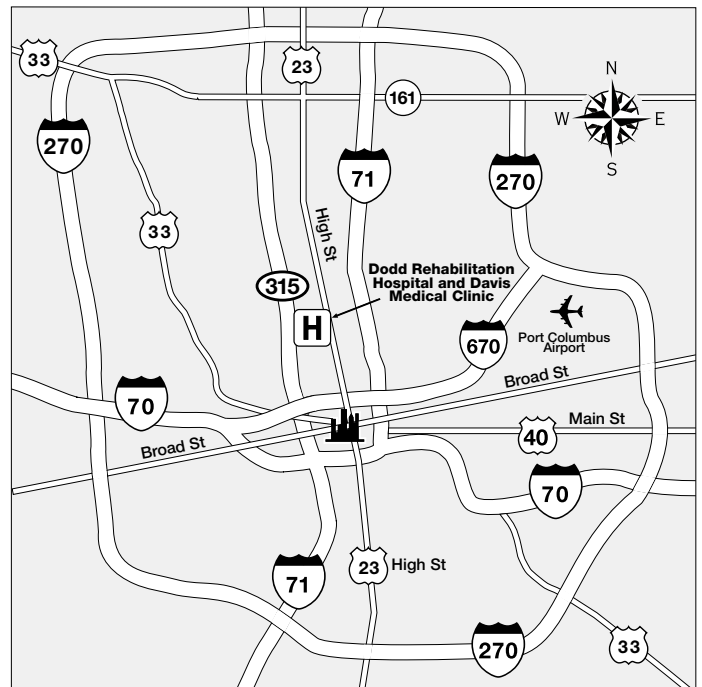 33
23
161
N
W
E
S
270
71
270
33
High St
Dodd Rehabilitation
Hospital and Davis
Medical Clinic
315
H
670
Port Columbus
Airport
Broad St
70
Main St
40
Broad St
70
71
23
High St
270
33